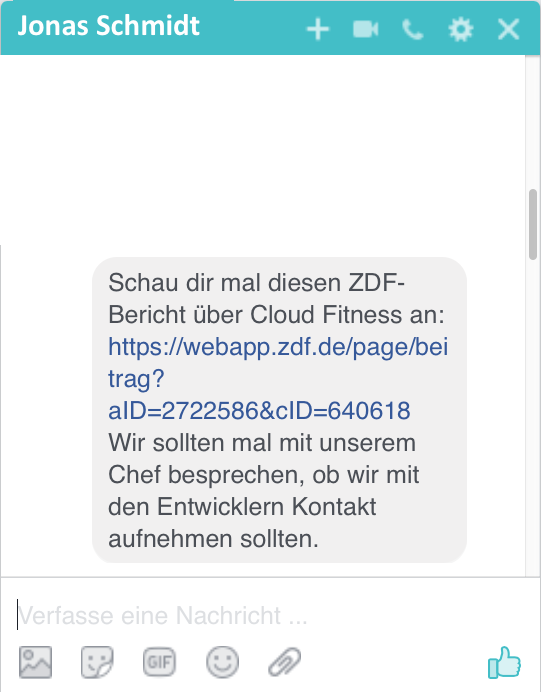 Jonas Schmidt
Schau dir mal diesen ZDF-
Bericht über Cloud Fitness an:
https://webapp.zdf.de/page/bei
trag?
aID=2722586&cID=640618
Wir sollten mal mit unserem
Chef besprechen, ob wir mit
den Entwicklern Kontakt
aufnehmen sollten.
Verfasse eine Nachricht ...
GIF